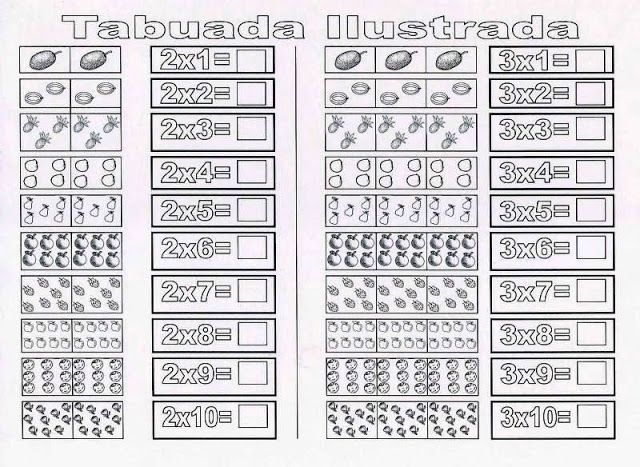 Tabuada Ilustrada
2x1=
2x2=
2x3=
2x4=
2x5=
2x6=
2x7=
2x8=
2x9=
2x10=
3x1=
3x2=
3x3=
3x4=
3x5=
3x6=
3x7=
3x8=
3x9=
3x10=